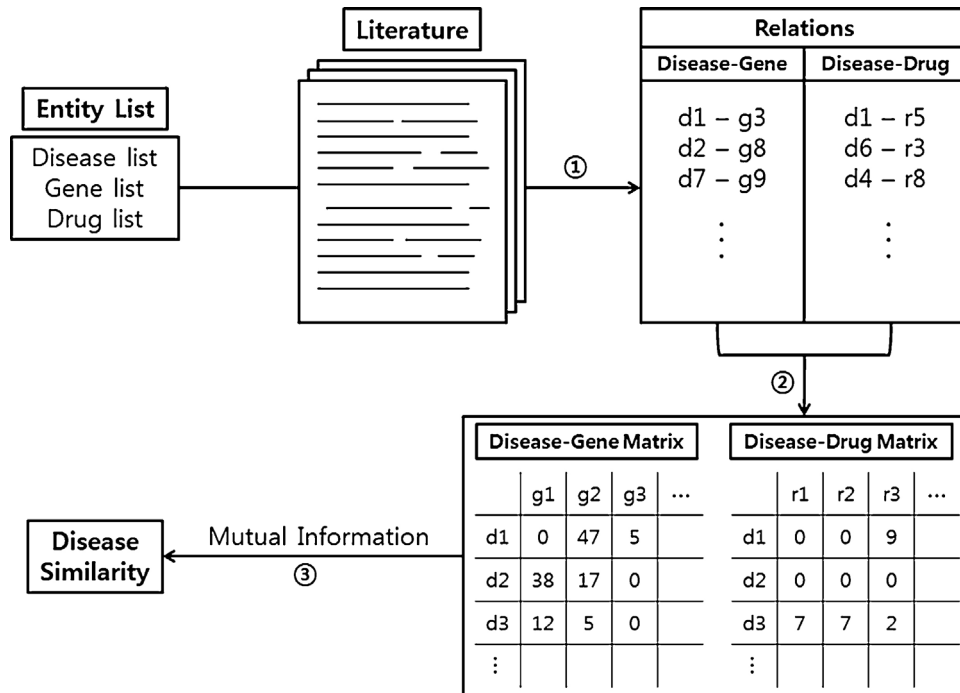 Entity List
Disease list
Gene list
Drug list
Literature
①
Relations
Disease-Gene Disease-Drug
d1 – g3 d1 – r5
d2 – g8 d6 – r3
d7 – g9 d4 – r8
⋮ ⋮
②
Disease-Gene Matrix
g1 g2 g3 ⋯
d1 0 47 5
d2 38 17 0
d3 12 5 0
⋮
Disease-Drug Matrix
r1 r2 r3 ⋯
d1 0 0 9
d2 0 0 0
d3 7 7 2
⋮
Mutual Information
③
Disease
Similarity